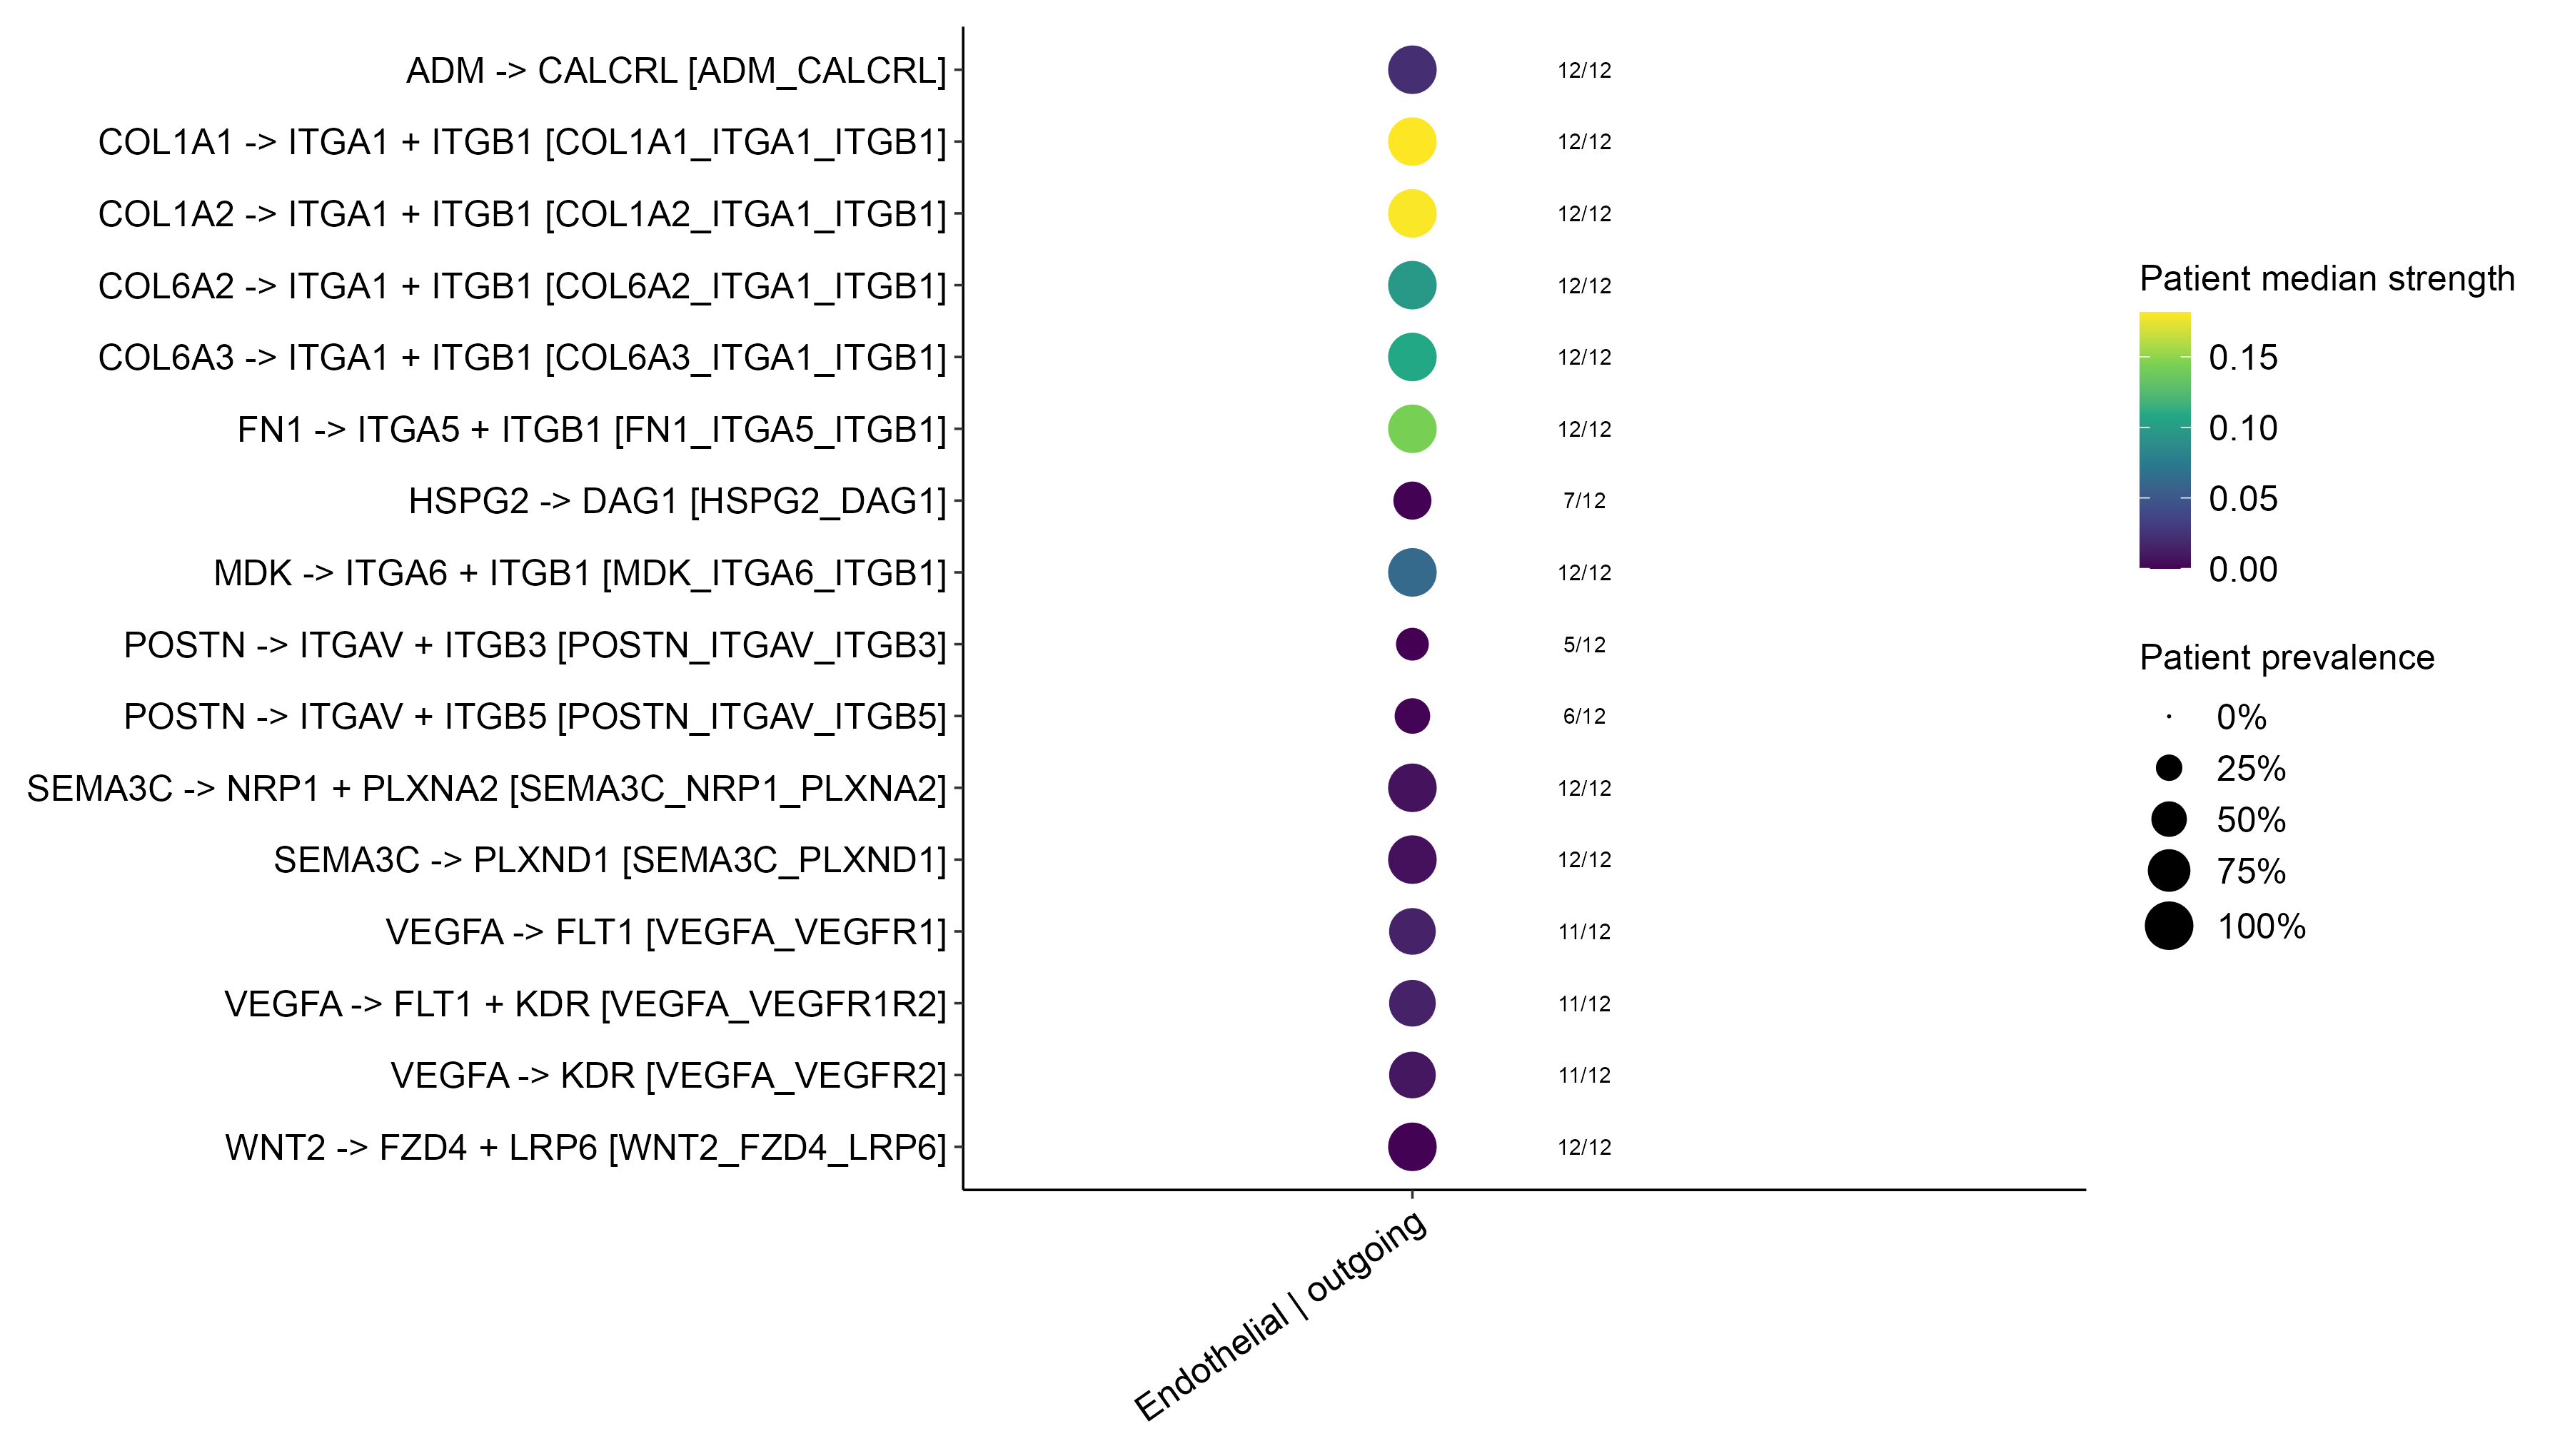 ADM -> CALCRL [ADM_CALCRL] 12/12
COL1A1 -> ITGA1 + ITGB1 [COL1A1_ITGA1_ITGB1] 12/12
COL1A2 -> ITGA1 + ITGB1 [COL1A2_ITGA1_ITGB1] 12/12
COL6A2 -> ITGA1 + ITGB1 [COL6A2_ITGA1_ITGB1] 12/12
COL6A3 -> ITGA1 + ITGB1 [COL6A3_ITGA1_ITGB1] 12/12
FN1 -> ITGA5 + ITGB1 [FN1_ITGA5_ITGB1] 12/12
HSPG2 -> DAG1 [HSPG2_DAG1] 7/12
MDK -> ITGA6 + ITGB1 [MDK_ITGA6_ITGB1] 12/12
POSTN -> ITGAV + ITGB3 [POSTN_ITGAV_ITGB3] 5/12
POSTN -> ITGAV + ITGB5 [POSTN_ITGAV_ITGB5] 6/12
SEMA3C -> NRP1 + PLXNA2 [SEMA3C_NRP1_PLXNA2] 12/12
SEMA3C -> PLXND1 [SEMA3C_PLXND1] 12/12
VEGFA -> FLT1 [VEGFA_VEGFR1] 11/12
VEGFA -> FLT1 + KDR [VEGFA_VEGFR1R2] 11/12
VEGFA -> KDR [VEGFA_VEGFR2] 11/12
WNT2 -> FZD4 + LRP6 [WNT2_FZD4_LRP6] 12/12
Endothelial | outgoing
Patient median strength
0.15
0.10
0.05
0.00
Patient prevalence
0%
25%
50%
75%
100%